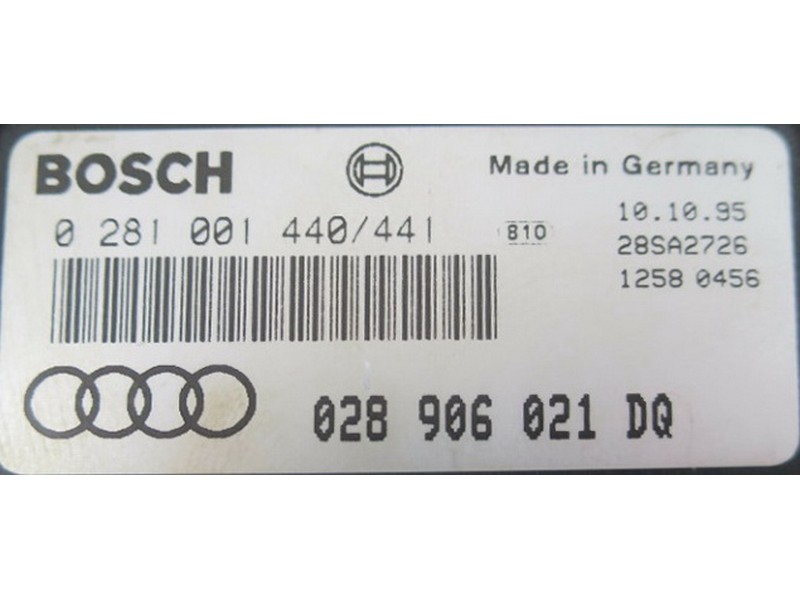 BOSCH
Made in Germany
0 281 001 440/441
810
10.10.95
28SA2726
1258 0456
028 906 021 DQ